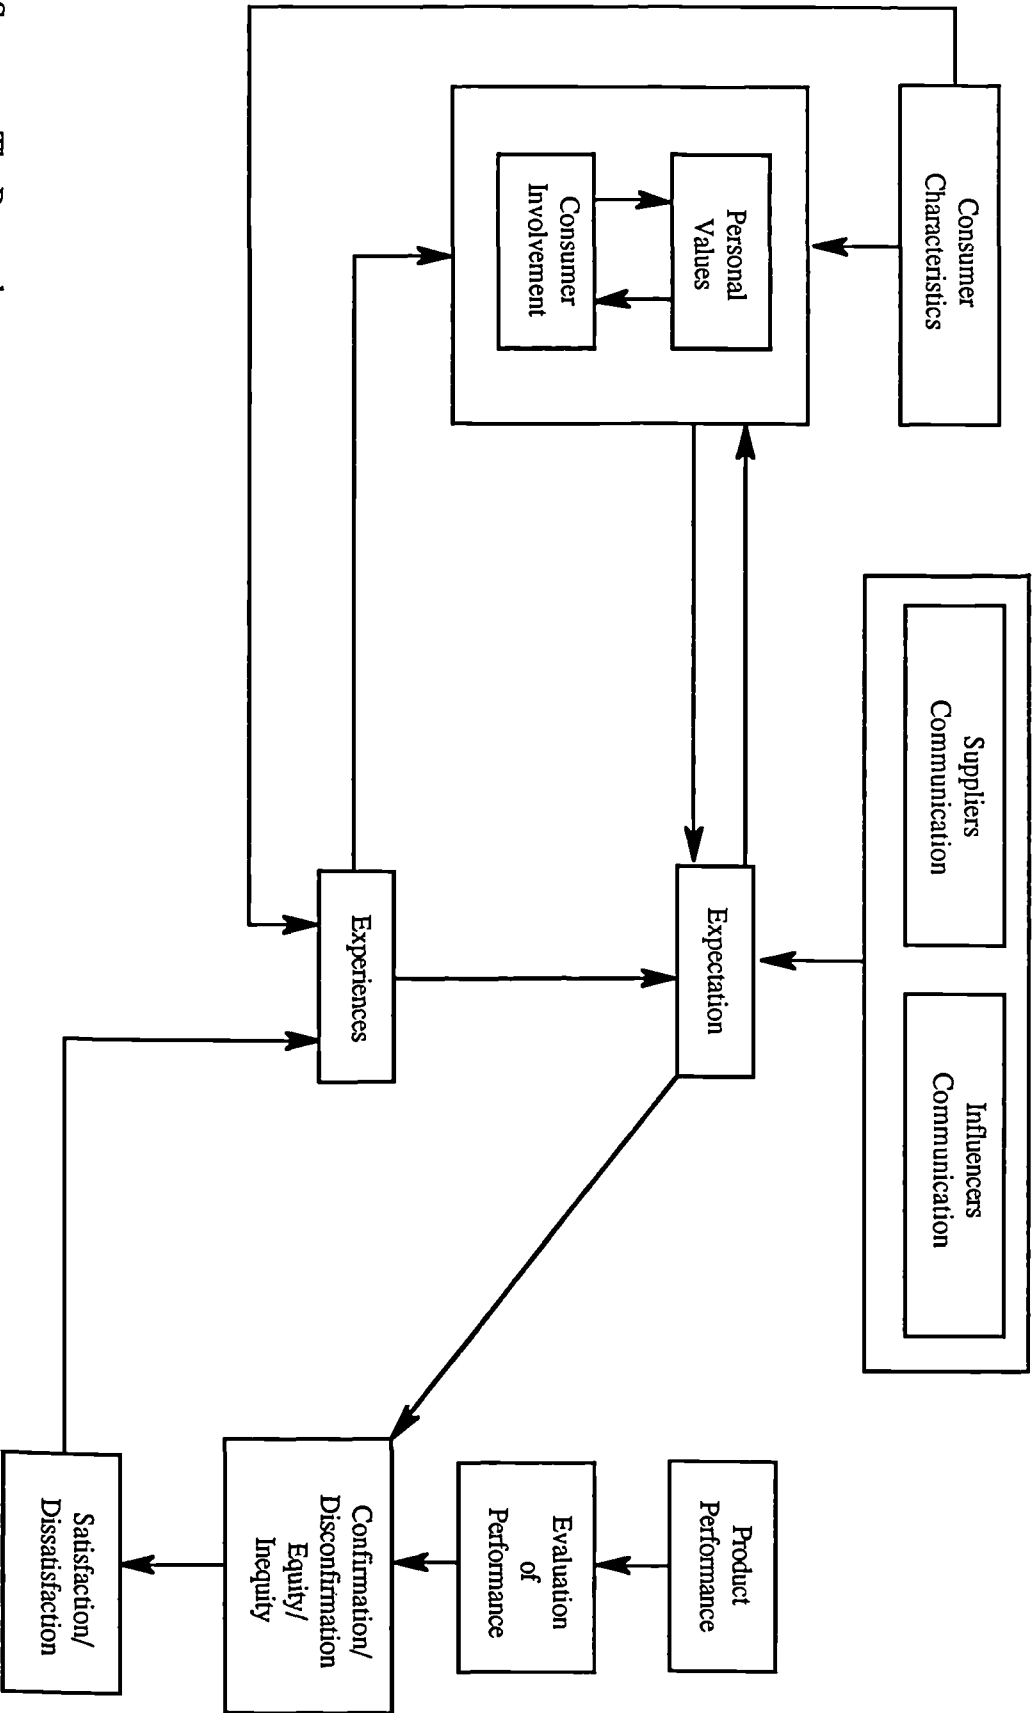 Consumer
Characteristics
Personal
Values
Consumer
Involvement
Suppliers
Communication
Influencers
Communication
Expectation
Experiences
Product
Performance
Evaluation
of
Performance
Confirmation/
Disconfirmation
Equity/
Inequity
Satisfaction/
Dissatisfaction